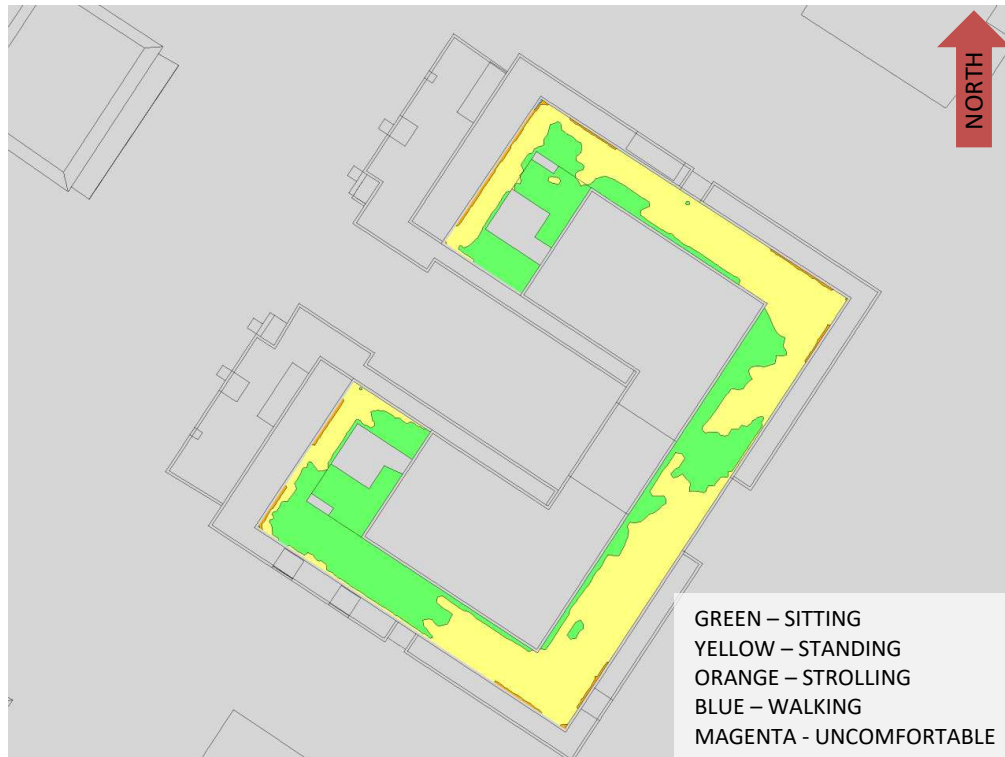 NORTH
GREEN – SITTING
YELLOW – STANDING
ORANGE – STROLLING
BLUE – WALKING
MAGENTA - UNCOMFORTABLE